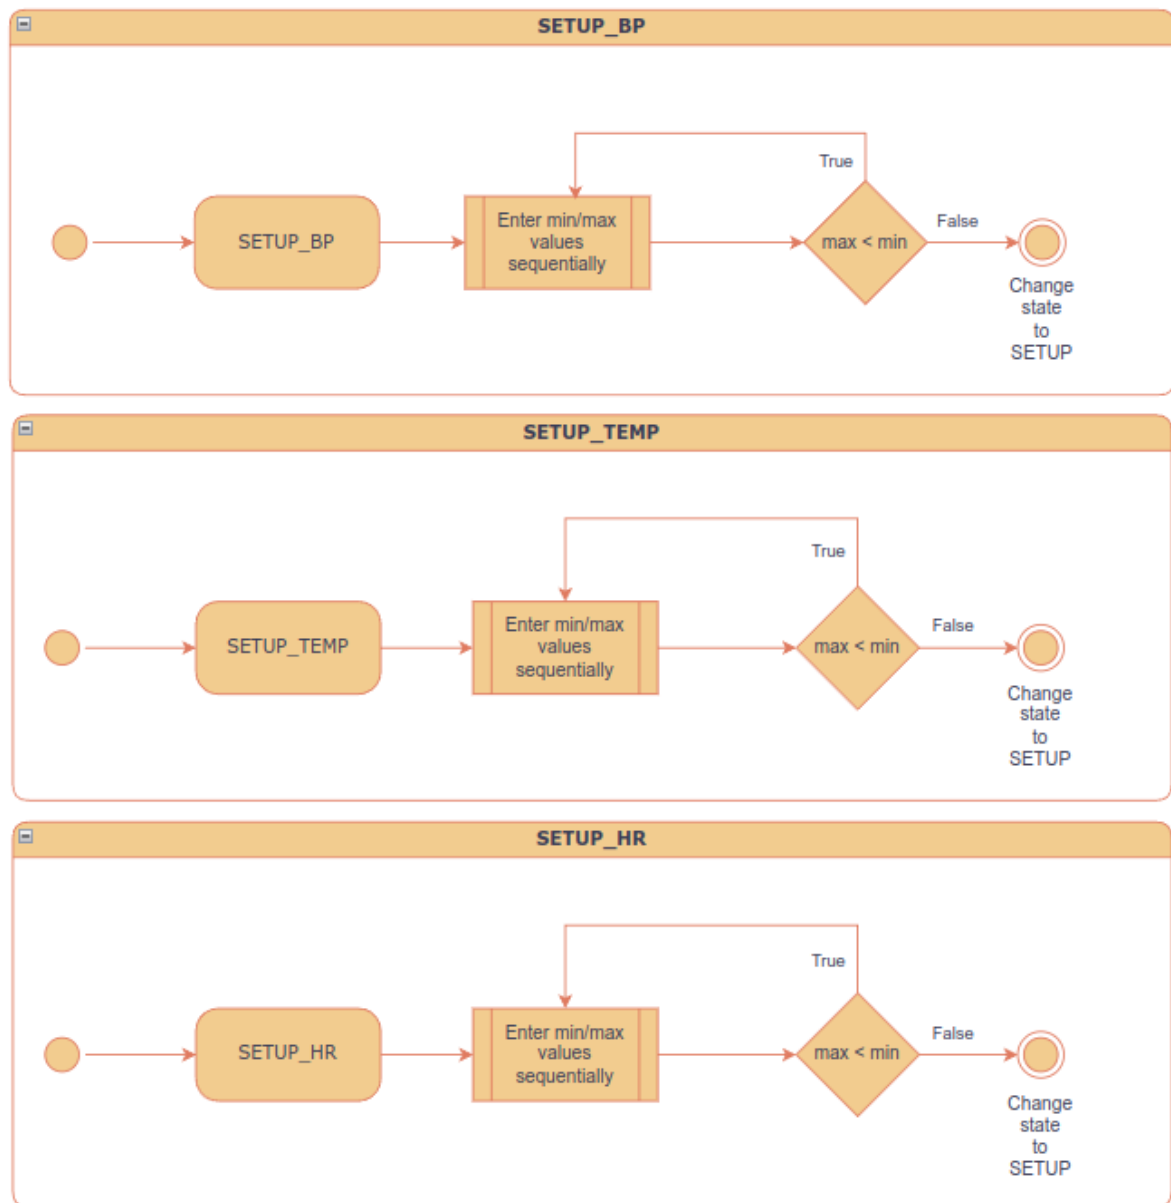 SETUP_BP
SETUP_BP
Enter min/max
values
sequentially
True
max < min
False
Change
state
to
SETUP
SETUP_TEMP
SETUP_TEMP
Enter min/max
values
sequentially
True
max < min
False
Change
state
to
SETUP
SETUP_HR
SETUP_HR
Enter min/max
values
sequentially
True
max < min
False
Change
state
to
SETUP